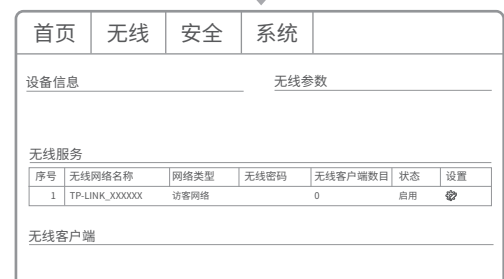 首页 无线 安全 系统
设备信息 无线参数
无线服务
序号 无线网络名称 网络类型 无线密码 无线客户端数目 状态 设置
1 TP-LINK_XXXXXX 访客网络 0 启用
无线客户端